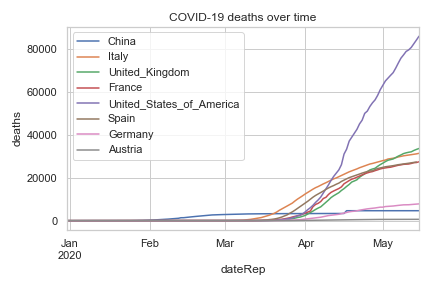 COVID-19 deaths over time
China
Italy
United_Kingdom
France
United_States_of_America
Spain
Germany
Austria
deaths
80000
60000
40000
20000
0
Jan
2020
Feb
Mar
Apr
May
dateRep